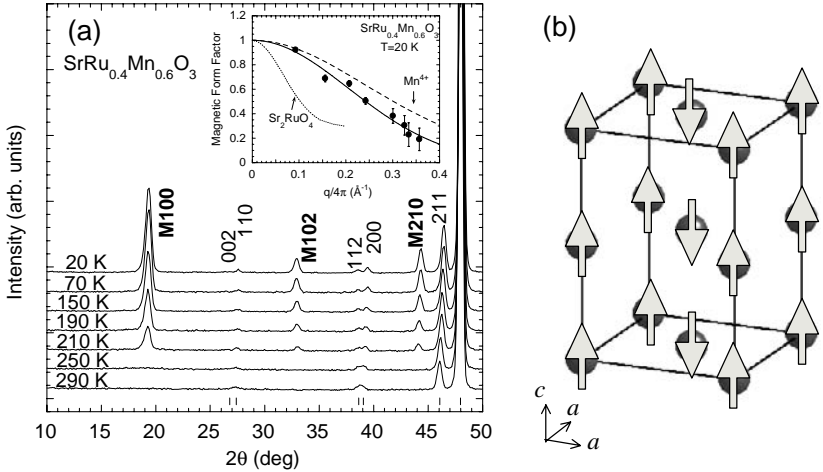 (a)
SrRu0.4Mn0.6O3
SrRu0.4Mn0.6O3
T=20 K
Mn4+
Sr2RuO4
Magnetic Form Factor
0
0.2
0.4
0.6
0.8
1
1.2
0 0.1 0.2 0.3 0.4
q/4π (Å-1)
Intensity (arb. units)
M100
002
110
M102
112
200
M210
211
20 K
70 K
150 K
190 K
210 K
250 K
290 K
10 15 20 25 30 35 40 45 50
2θ (deg)
(b)
c
a
a